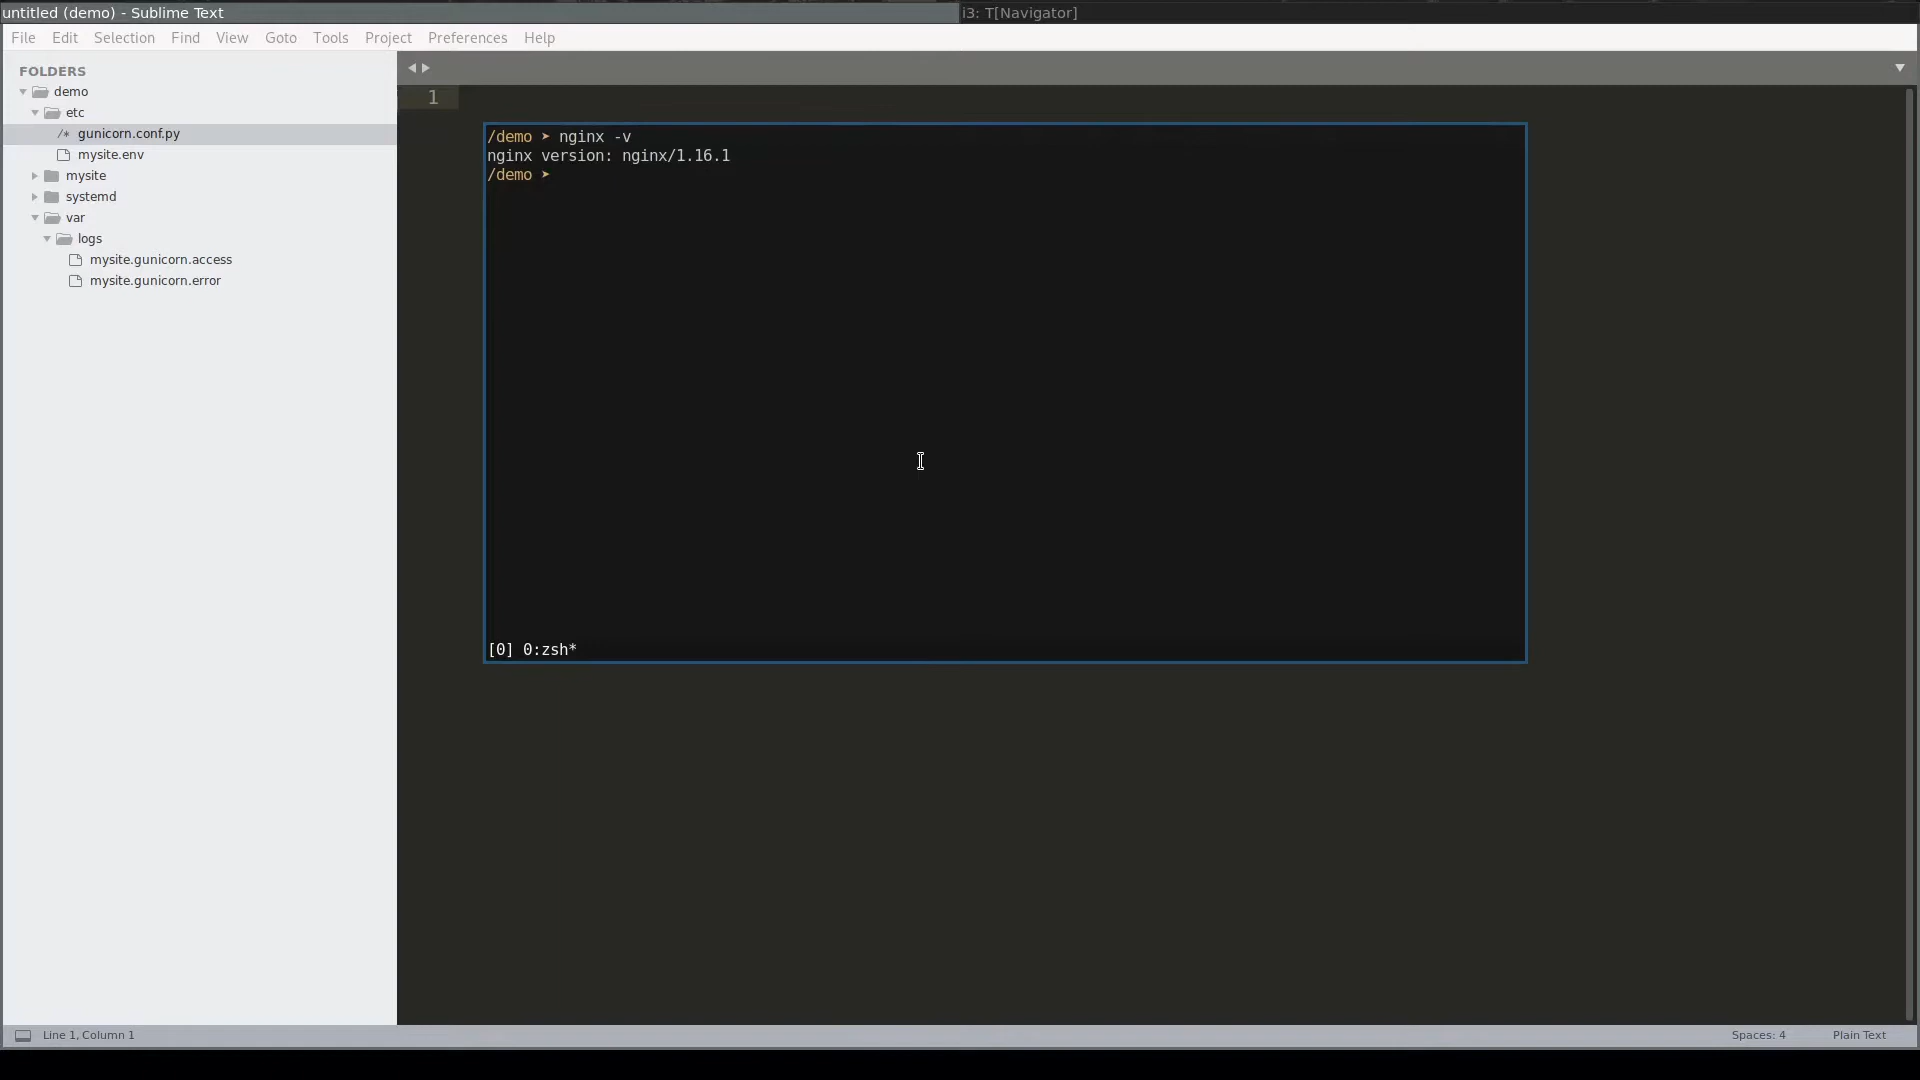 untitled (demo) - Sublime Text
i3: T[Navigator]
File Edit Selection Find View Goto Tools Project Preferences Help
FOLDERS
demo
etc
/* gunicorn.conf.py
mysite.env
mysite
systemd
var
logs
mysite.gunicorn.access
mysite.gunicorn.error
1
/demo ➤ nginx -v
nginx version: nginx/1.16.1
/demo ➤
[0] 0:zsh*
Line 1, Column 1
Spaces: 4
Plain Text